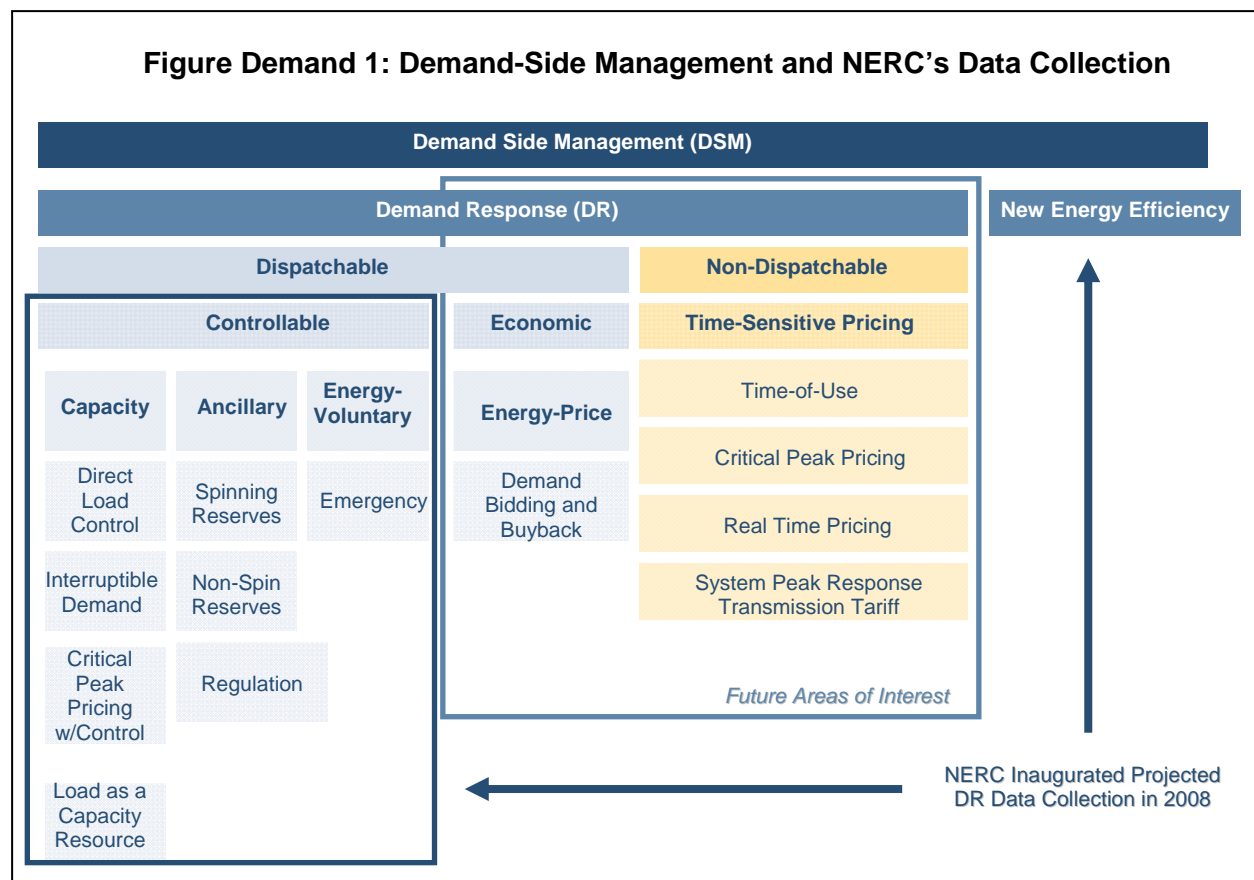 Figure Demand 1: Demand-Side Management and NERC’s Data Collection
Demand Side Management (DSM)
Demand Response (DR)
New Energy Efficiency
Dispatchable
Non-Dispatchable
Controllable
Economic
Time-Sensitive Pricing
Capacity
Ancillary
Energy-
Voluntary
Energy-Price
Time-of-Use
Critical Peak Pricing
Direct
Load
Control
Spinning
Reserves
Emergency
Demand
Bidding and
Buyback
Real Time Pricing
Interruptible
Demand
Non-Spin
Reserves
System Peak Response
Transmission Tariff
Critical
Peak
Pricing
w/Control
Regulation
Future Areas of Interest
Load as a
Capacity
Resource
NERC Inaugurated Projected
DR Data Collection in 2008